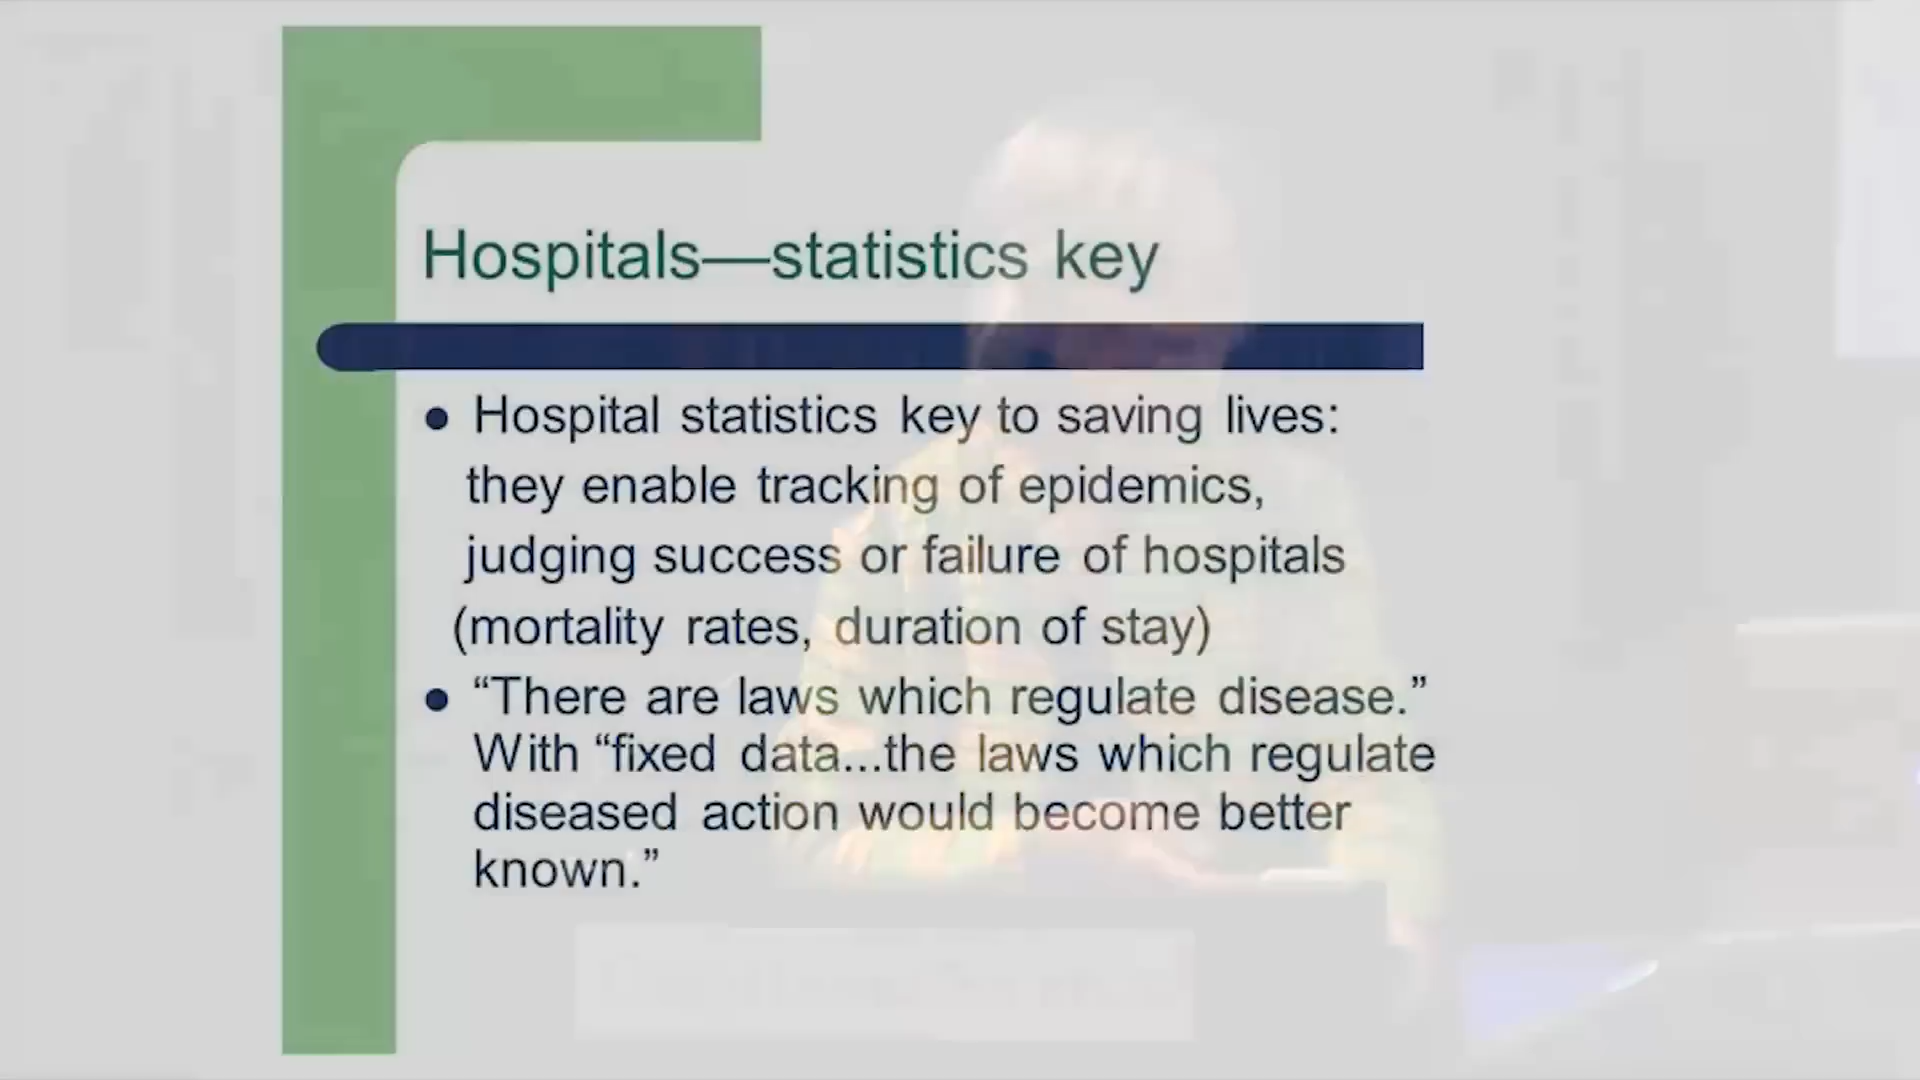 Hospitals—statistics key
● Hospital statistics key to saving lives:
they enable tracking of epidemics,
judging success or failure of hospitals
(mortality rates, duration of stay)
● “There are laws which regulate disease.”
With “fixed data...the laws which regulate
diseased action would become better
known.”